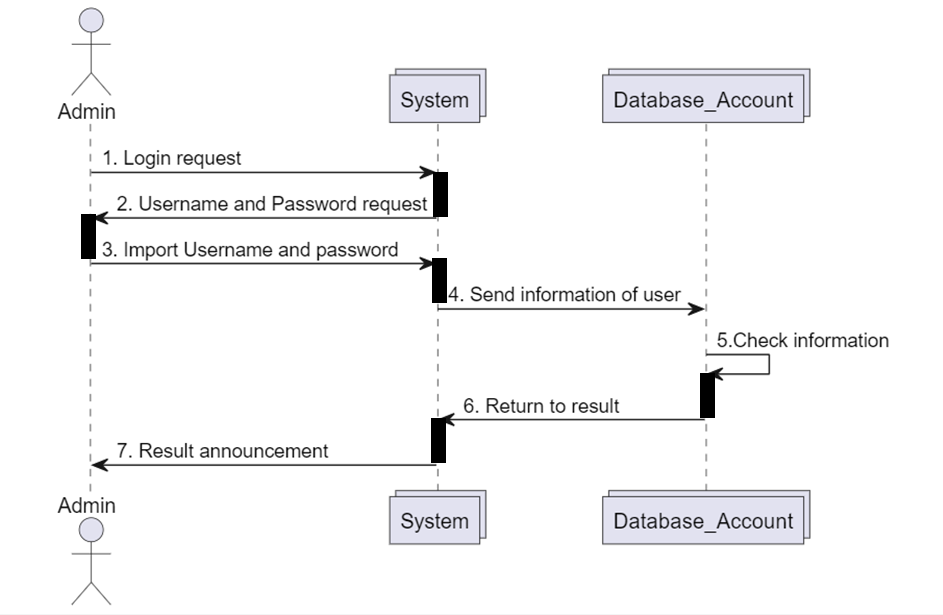 Admin
System
Database_Account
1. Login request
2. Username and Password request
3. Import Username and password
4. Send information of user
5.Check information
6. Return to result
7. Result announcement
Admin
System
Database_Account